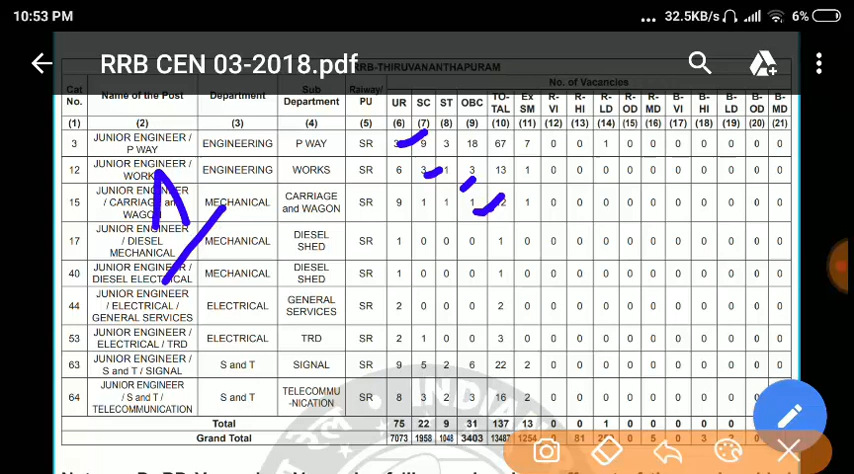 10:53 PM ... 32.5KB/s 6%
RRB CEN 03-2018.pdf
RRB-THIRUVANANTHAPURAM
Cat No. Name of the Post Department Sub Department Raiway/ PU No. of Vacancies
UR SC ST OBC TO-TAL EX SM R-VI R-HI R-LD R-OD R-MD B-VI B-HI B-LD B-OD B-MD
(1) (2) (3) (4) (5) (6) (7) (8) (9) (10) (11) (12) (13) (14) (15) (16) (17) (18) (19) (20) (21)
3 JUNIOR ENGINEER / P WAY ENGINEERING P WAY SR 9 3 18 67 7 0 0 1 0 0 0 0 0 0 0
12 JUNIOR ENGINEER / WORKS ENGINEERING WORKS SR 6 3 1 3 13 1 0 0 0 0 0 0 0 0 0 0
15 JUNIOR ENGINEER / CARRIAGE and WAGON MECHANICAL CARRIAGE and WAGON SR 9 1 1 1 12 1 0 0 0 0 0 0 0 0 0 0
17 JUNIOR ENGINEER / DIESEL MECHANICAL MECHANICAL DIESEL SHED SR 1 0 0 0 1 0 0 0 0 0 0 0 0 0 0 0
40 JUNIOR ENGINEER / DIESEL ELECTRICAL MECHANICAL DIESEL SHED SR 1 0 0 0 1 0 0 0 0 0 0 0 0 0 0 0
44 JUNIOR ENGINEER / ELECTRICAL / GENERAL SERVICES ELECTRICAL GENERAL SERVICES SR 2 0 0 0 2 0 0 0 0 0 0 0 0 0 0 0
53 JUNIOR ENGINEER / ELECTRICAL / TRD ELECTRICAL TRD SR 2 1 0 0 3 0 0 0 0 0 0 0 0 0 0 0
63 JUNIOR ENGINEER / S and T / SIGNAL S and T SIGNAL SR 9 5 2 6 22 2 0 0 0 0 0 0 0 0 0 0
64 JUNIOR ENGINEER / S and T / TELECOMMUNICATION S and T TELECOMMU -NICATION SR 8 3 2 3 16 2 0 0 0 0 0 0 0 0 0 0
Total 75 22 9 31 137 13 0 0 1 0 0 0 0 0 0 0
Grand Total 7073 1958 1048 3403 13487 1254 0 81 0 5 0 3 0 0